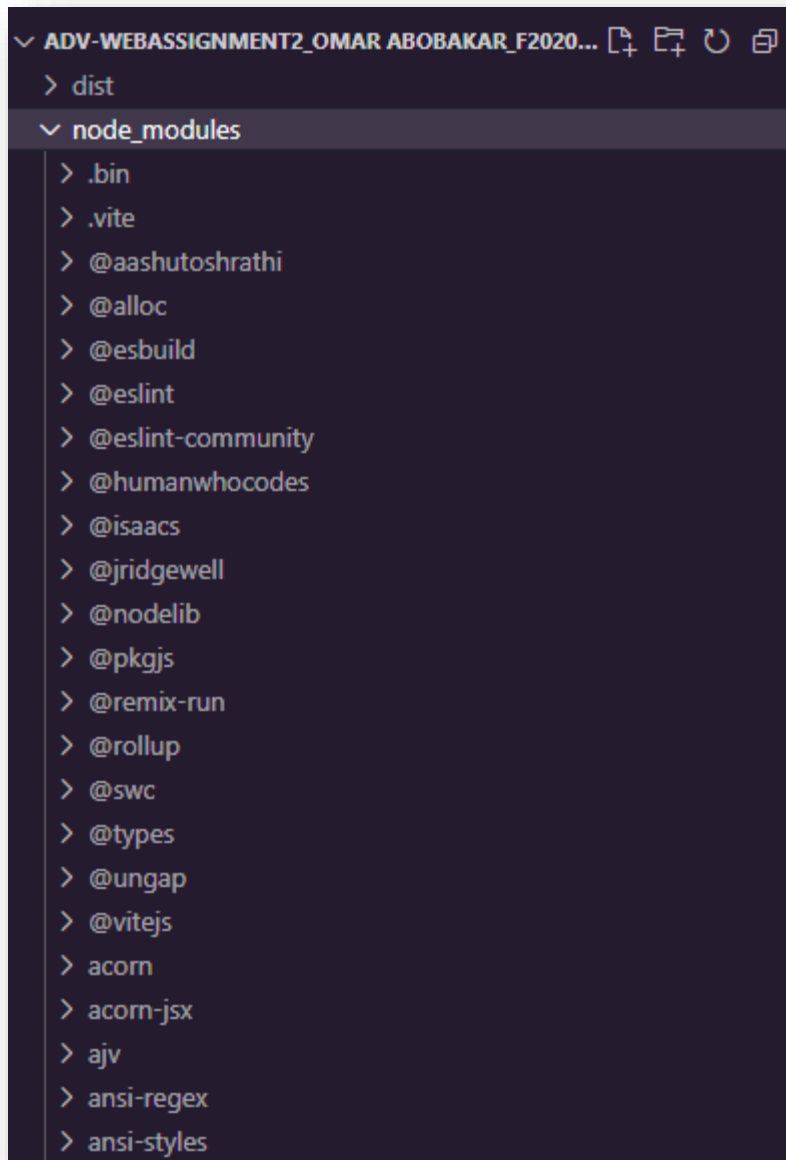 ADV-WEBASSIGNMENT2_OMAR ABOBAKAR_F2020...
dist
node_modules
.bin
.vite
@aashutoshrathi
@alloc
@esbuild
@eslint
@eslint-community
@humanwhocodes
@isaacs
@jridgewell
@nodelib
@pkgjs
@remix-run
@rollup
@swc
@types
@ungap
@vitejs
acorn
acorn-jsx
ajv
ansi-regex
ansi-styles